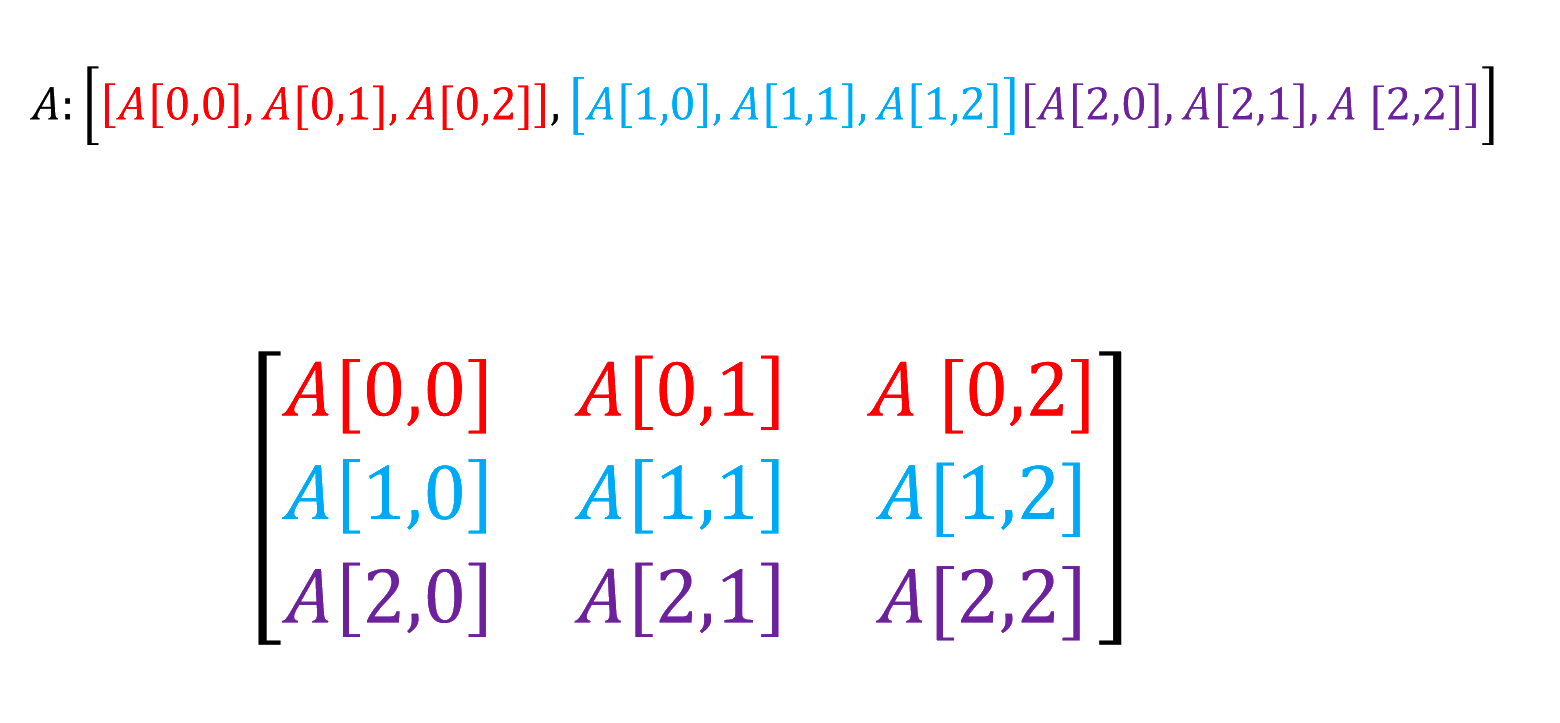 A: [[A[0,0], A[0,1], A[0,2]], [A[1,0], A[1,1], A[1,2]][A[2,0], A[2,1], A [2,2]]]
[A[0,0] A[0,1] A [0,2]
A[1,0] A[1,1] A[1,2]
A[2,0] A[2,1] A[2,2]]